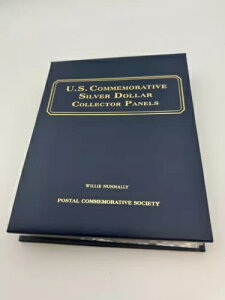 U.S. Commemorative
Silver Dollar
Collector Panels
Willie Nunnally
Postal Commemorative Society